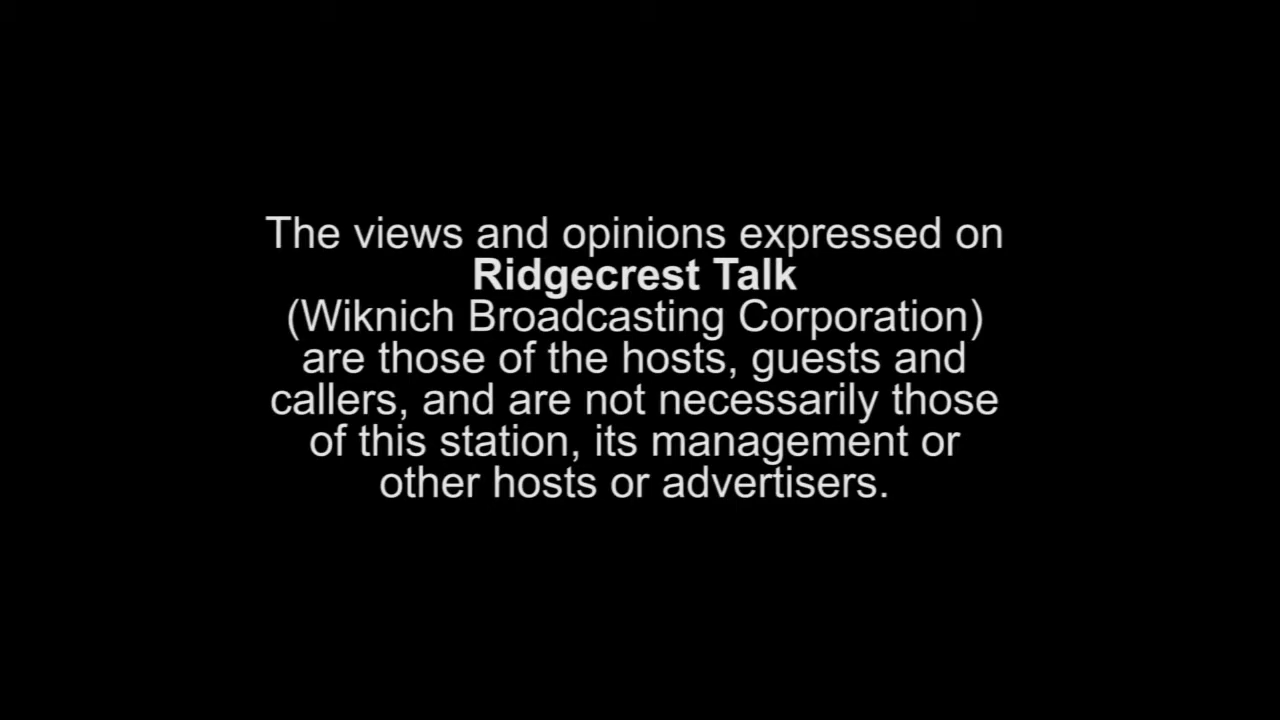 The views and opinions expressed on
Ridgecrest Talk
(Wiknich Broadcasting Corporation)
are those of the hosts, guests and
callers, and are not necessarily those
of this station, its management or
other hosts or advertisers.